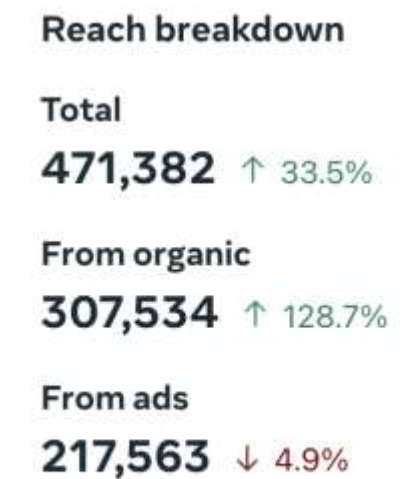 Reach breakdown
Total
471,382 ↑ 33.5%
From organic
307,534 ↑ 128.7%
From ads
217,563 ↓ 4.9%